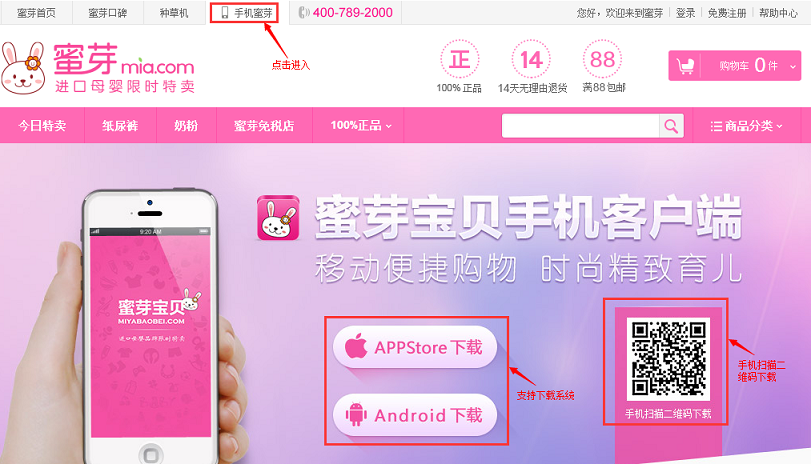 蜜芽首页 蜜芽口碑 种草机 手机蜜芽 400-789-2000 您好，欢迎来到蜜芽 登录 免费注册 帮助中心
点击进入
蜜芽 mia.com
进口母婴限时特卖
正 14 88
100% 正品 14天无理由退货 满88包邮
购物车 0 件
今日特卖 纸尿裤 奶粉 蜜芽免税店 100%正品 商品分类
9:20 AM
蜜芽宝贝
MIYABAOBEI.COM
进口母婴品牌限时特卖
蜜芽宝贝手机客户端
移动便捷购物 时尚精致育儿
APPStore 下载
Android 下载
支持下载系统
手机扫描二维码下载
手机扫描二
维码下载